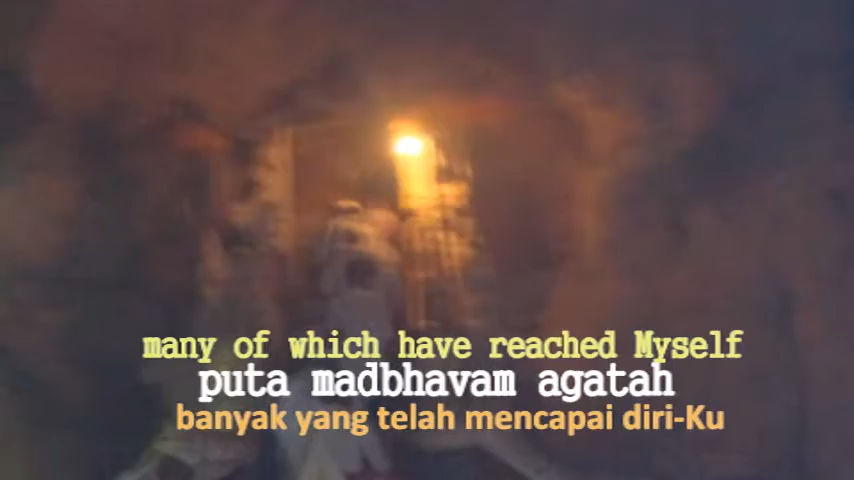 many of which have reached Myself
puta madbhavam agatah
banyak yang telah mencapai diri-Ku